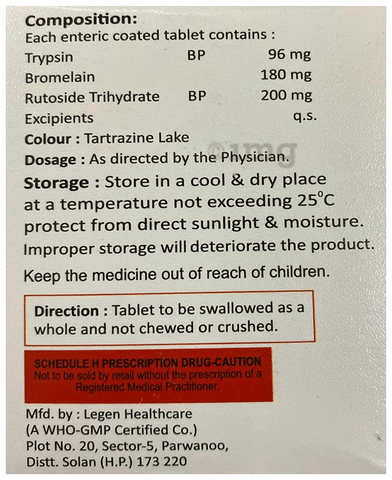 Composition:
Each enteric coated tablet contains :
Trypsin BP 96 mg
Bromelain 180 mg
Rutoside Trihydrate BP 200 mg
Excipients q.s.
Colour : Tartrazine Lake
1mg
Dosage : As directed by the Physician.
Storage : Store in a cool & dry place
at a temperature not exceeding 25°C
protect from direct sunlight & moisture.
Improper storage will deteriorate the product.
Keep the medicine out of reach of children.
Direction : Tablet to be swallowed as a
whole and not chewed or crushed.
SCHEDULE H PRESCRIPTION DRUG-CAUTION
Not to be sold by retail without the prescription of a
Registered Medical Practitioner.
Mfd. by : Legen Healthcare
(A WHO-GMP Certified Co.)
Plot No. 20, Sector-5, Parwanoo,
Distt. Solan (H.P.) 173 220